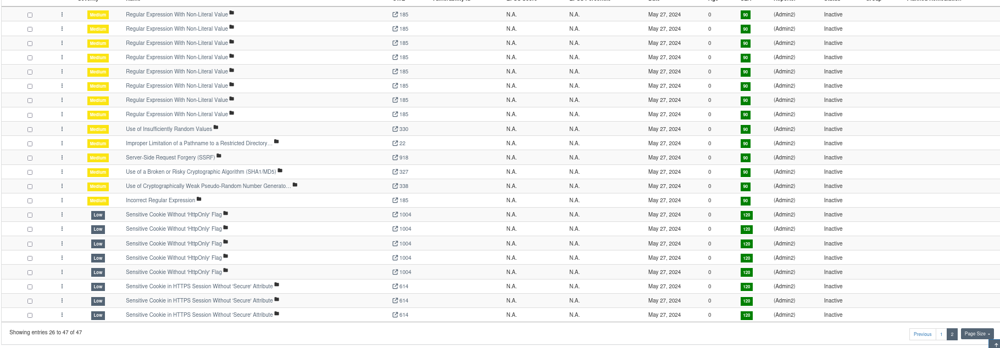 Medium Regular Expression With Non-Literal Value 185 N.A. N.A. May 27, 2024 0 90 (Admin2) Inactive
Medium Regular Expression With Non-Literal Value 185 N.A. N.A. May 27, 2024 0 90 (Admin2) Inactive
Medium Regular Expression With Non-Literal Value 185 N.A. N.A. May 27, 2024 0 90 (Admin2) Inactive
Medium Regular Expression With Non-Literal Value 185 N.A. N.A. May 27, 2024 0 90 (Admin2) Inactive
Medium Regular Expression With Non-Literal Value 185 N.A. N.A. May 27, 2024 0 90 (Admin2) Inactive
Medium Regular Expression With Non-Literal Value 185 N.A. N.A. May 27, 2024 0 90 (Admin2) Inactive
Medium Regular Expression With Non-Literal Value 185 N.A. N.A. May 27, 2024 0 90 (Admin2) Inactive
Medium Regular Expression With Non-Literal Value 185 N.A. N.A. May 27, 2024 0 90 (Admin2) Inactive
Medium Use of Insufficiently Random Values 330 N.A. N.A. May 27, 2024 0 90 (Admin2) Inactive
Medium Improper Limitation of a Pathname to a Restricted Directory… 22 N.A. N.A. May 27, 2024 0 90 (Admin2) Inactive
Medium Server-Side Request Forgery (SSRF) 918 N.A. N.A. May 27, 2024 0 90 (Admin2) Inactive
Medium Use of a Broken or Risky Cryptographic Algorithm (SHA1/MD5) 327 N.A. N.A. May 27, 2024 0 90 (Admin2) Inactive
Medium Use of Cryptographically Weak Pseudo-Random Number Generato… 338 N.A. N.A. May 27, 2024 0 90 (Admin2) Inactive
Medium Incorrect Regular Expression 185 N.A. N.A. May 27, 2024 0 90 (Admin2) Inactive
Low Sensitive Cookie Without 'HttpOnly' Flag 1004 N.A. N.A. May 27, 2024 0 120 (Admin2) Inactive
Low Sensitive Cookie Without 'HttpOnly' Flag 1004 N.A. N.A. May 27, 2024 0 120 (Admin2) Inactive
Low Sensitive Cookie Without 'HttpOnly' Flag 1004 N.A. N.A. May 27, 2024 0 120 (Admin2) Inactive
Low Sensitive Cookie Without 'HttpOnly' Flag 1004 N.A. N.A. May 27, 2024 0 120 (Admin2) Inactive
Low Sensitive Cookie Without 'HttpOnly' Flag 1004 N.A. N.A. May 27, 2024 0 120 (Admin2) Inactive
Low Sensitive Cookie in HTTPS Session Without 'Secure' Attribute 614 N.A. N.A. May 27, 2024 0 120 (Admin2) Inactive
Low Sensitive Cookie in HTTPS Session Without 'Secure' Attribute 614 N.A. N.A. May 27, 2024 0 120 (Admin2) Inactive
Low Sensitive Cookie in HTTPS Session Without 'Secure' Attribute 614 N.A. N.A. May 27, 2024 0 120 (Admin2) Inactive
Showing entries 26 to 47 of 47 Previous 1 2 Page Size